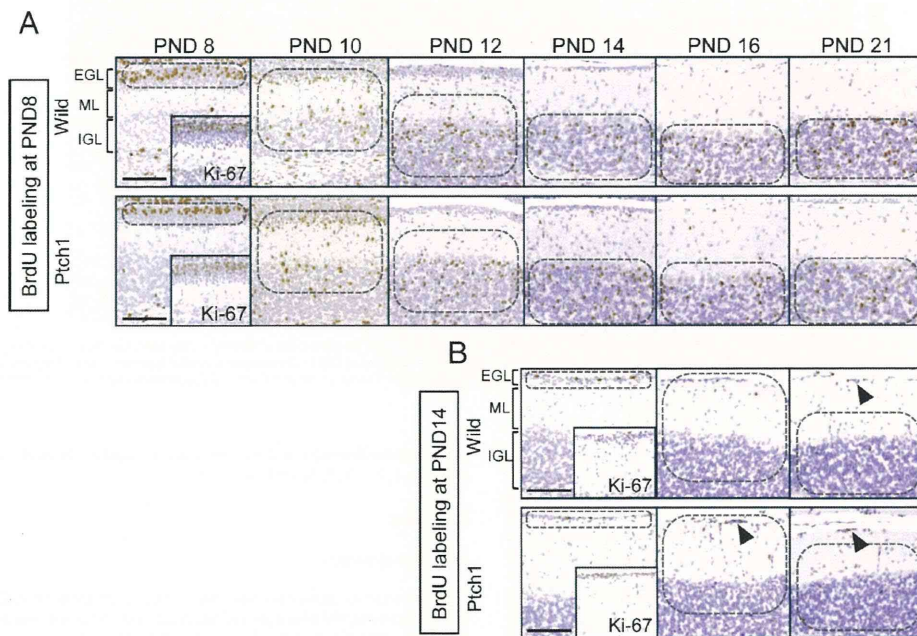 A
PND 8 PND 10 PND 12 PND 14 PND 16 PND 21
BrdU labeling at PND8
Wild
EGL
ML
IGL
Ki-67
Ptch1
Ki-67
B
BrdU labeling at PND14
Wild
EGL
ML
IGL
Ki-67
Ptch1
Ki-67